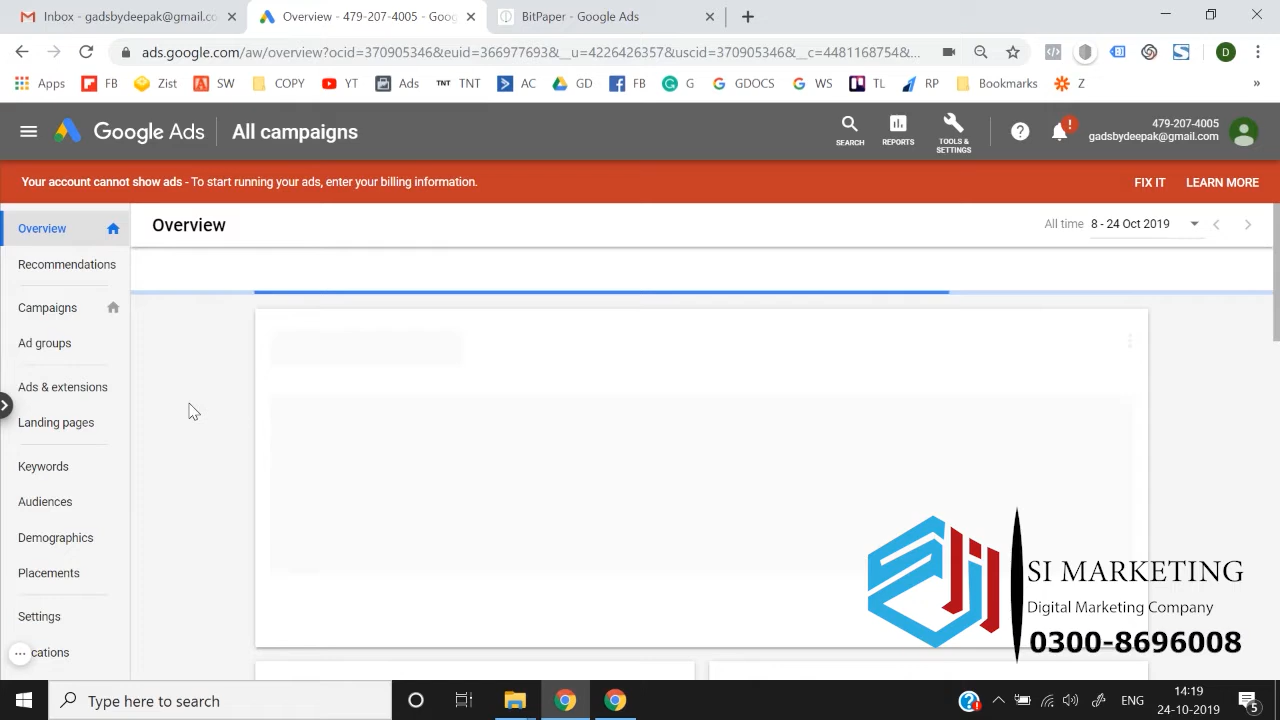 Inbox - gadsbydeepak@gmail.co
Overview - 479-207-4005 - Goog
BitPaper - Google Ads
ads.google.com/aw/overview?ocid=370905346&euid=366977693&__u=4226426357&uscid=370905346&__c=4481168754&...
Apps FB Zist SW COPY YT Ads TNT TNT AC GD FB G GDOCS WS TL RP Bookmarks Z »
Google Ads All campaigns
SEARCH
REPORTS
TOOLS &
SETTINGS
479-207-4005
gadsbydeepak@gmail.com
Your account cannot show ads - To start running your ads, enter your billing information.
FIX IT LEARN MORE
Overview
Recommendations
Campaigns
Ad groups
Ads & extensions
Landing pages
Keywords
Audiences
Demographics
Placements
Settings
cations
Overview
All time 8 - 24 Oct 2019
SI MARKETING
Digital Marketing Company
0300-8696008
Type here to search
ENG
14:19
24-10-2019
5